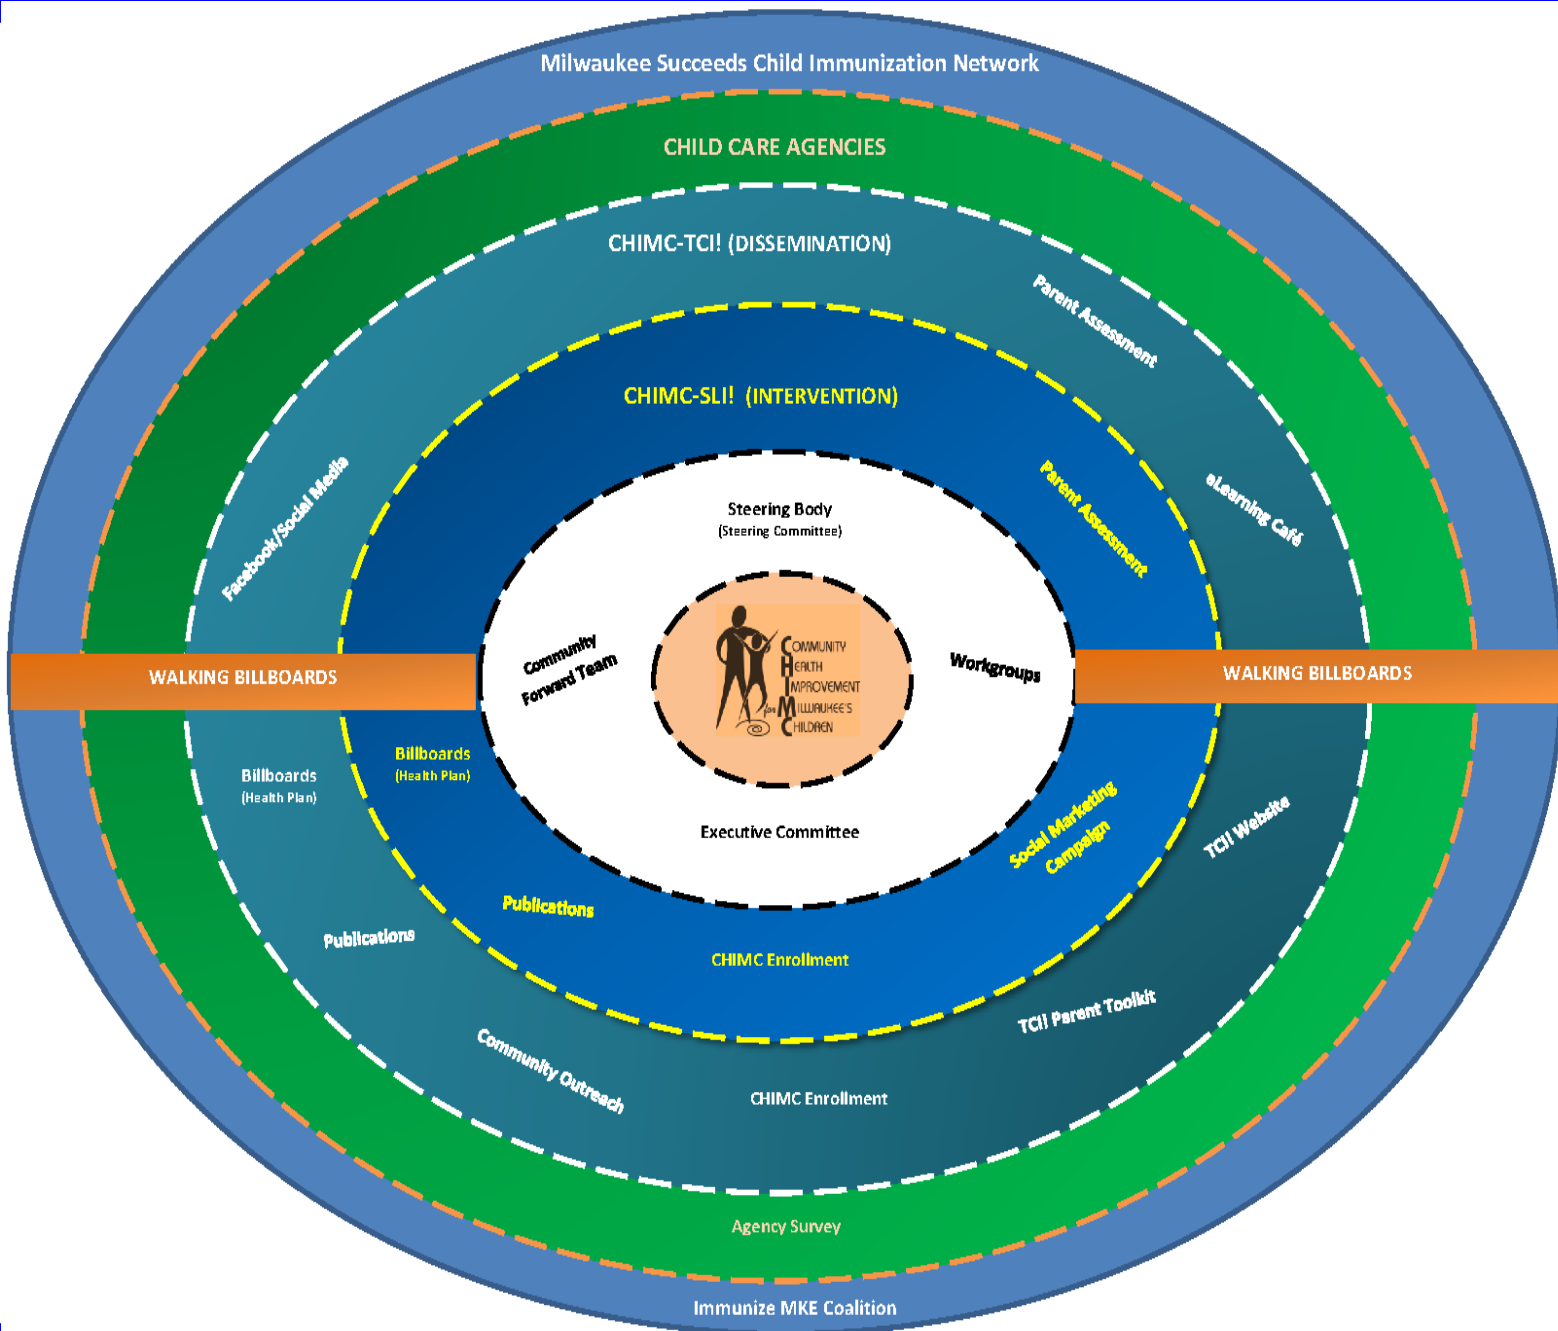 Milwaukee Succeeds Child Immunization Network
CHILD CARE AGENCIES
CHIMC-TCI! (DISSEMINATION)
Parent Assessment
CHIMC-SLI! (INTERVENTION)
Facebook/Social Media
Parent Assessment
eLearning Café
Steering Body
(Steering Committee)
Community
Forward Team
COMMUNITY
HEALTH
IMPROVEMENT
for MILWAUKEE'S
CHILDREN
Workgroups
WALKING BILLBOARDS
WALKING BILLBOARDS
Billboards
(Health Plan)
Billboards
(Health Plan)
Executive Committee
Social Marketing
Campaign
TCI! Website
Publications
Publications
CHIMC Enrollment
TCI! Parent Toolkit
Community Outreach
CHIMC Enrollment
Agency Survey
Immunize MKE Coalition